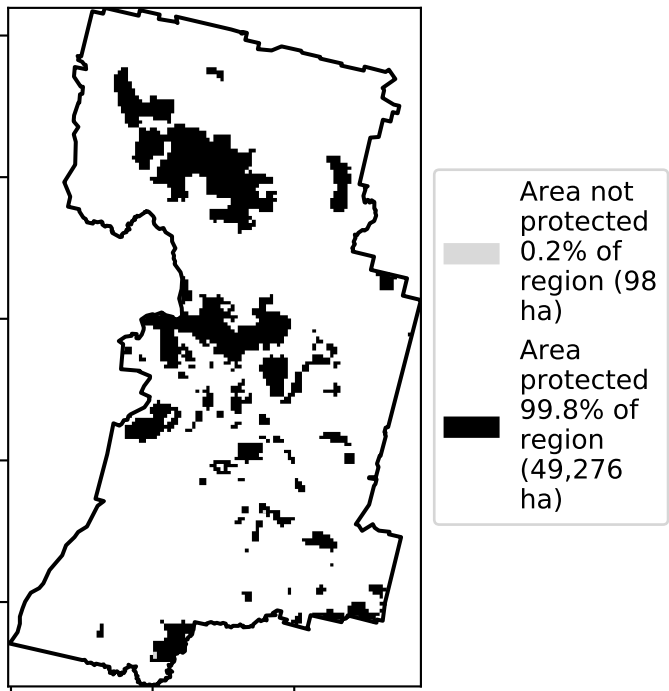 Area not
protected
0.2% of
region (98
ha)
Area
protected
99.8% of
region
(49,276
ha)